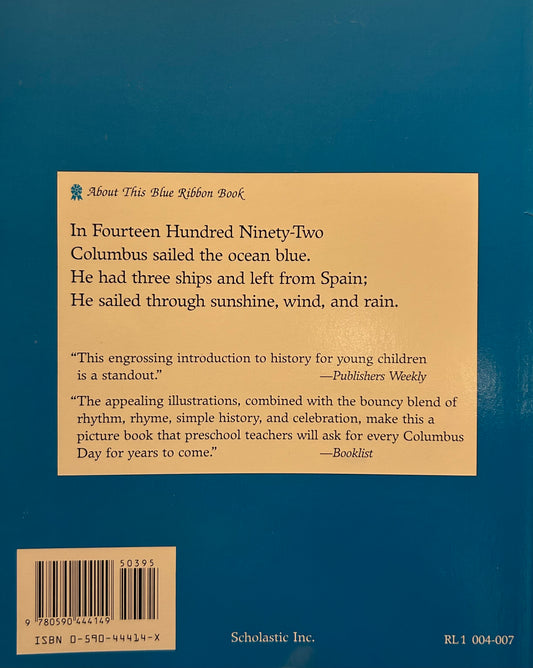 About This Blue Ribbon Book
In Fourteen Hundred Ninety-Two
Columbus sailed the ocean blue.
He had three ships and left from Spain;
He sailed through sunshine, wind, and rain.
“This engrossing introduction to history for young children
is a standout.” —Publishers Weekly
“The appealing illustrations, combined with the bouncy blend of
rhythm, rhyme, simple history, and celebration, make this a
picture book that preschool teachers will ask for every Columbus
Day for years to come.” —Booklist
50395
9 780590 444149
ISBN 0-590-44414-X
Scholastic Inc.
RL1 004-007